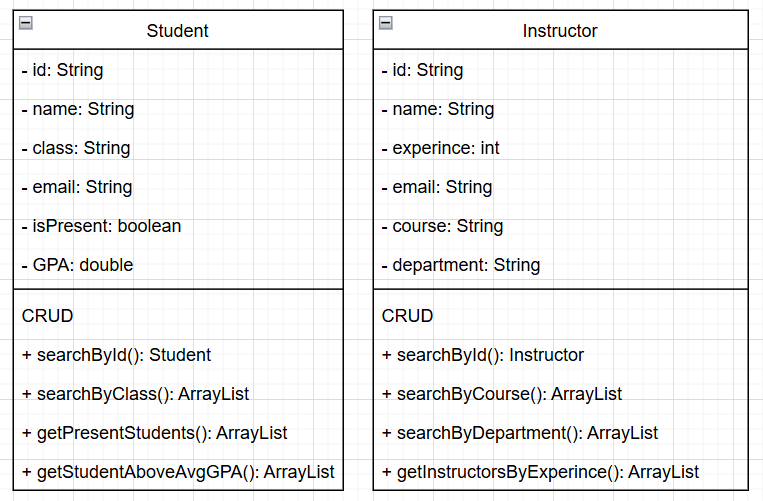 Student
- id: String
- name: String
- class: String
- email: String
- isPresent: boolean
- GPA: double
CRUD
+ searchById(): Student
+ searchByClass(): ArrayList
+ getPresentStudents(): ArrayList
+ getStudentAboveAvgGPA(): ArrayList
Instructor
- id: String
- name: String
- experince: int
- email: String
- course: String
- department: String
CRUD
+ searchById(): Instructor
+ searchByCourse(): ArrayList
+ searchByDepartment(): ArrayList
+ getInstructorsByExperince(): ArrayList